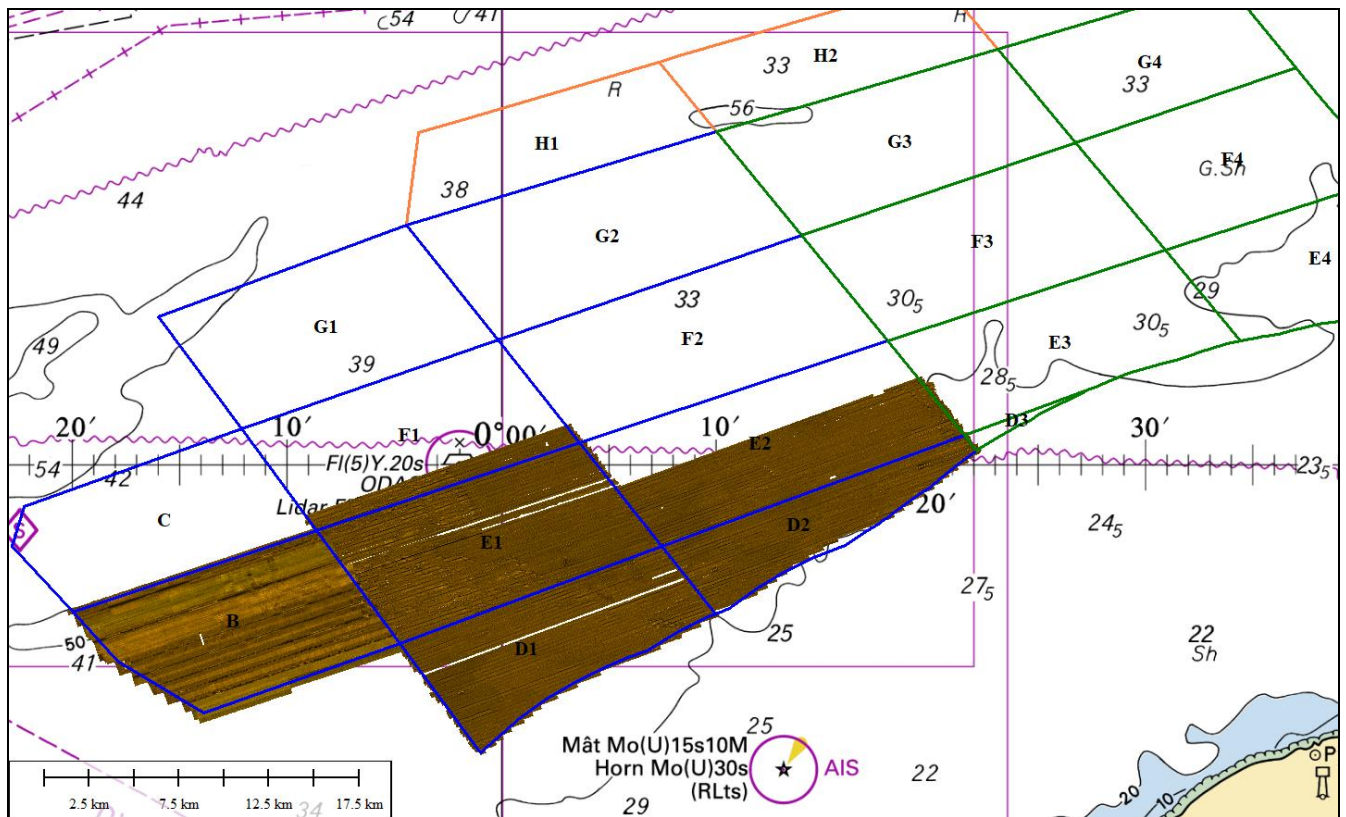 54
41
R
R
33
H2
G4
33
56
H1
G3
F4
G.Sh
38
44
G2
F3
E4
33
30₅
29
G1
F2
30₅
E3
49
39
28₅
D3
20′
10′
F1
0°00′
10′
E2
30′
Fl(5)Y.20s
ODA
54
42
23₅
Lidar
S
C
20′
D2
24₅
E1
27₅
B
50
41
D1
25
22
Sh
25
Mât Mo(U)15s10M
Horn Mo(U)30s
(RLts)
AIS
22
P
20
10
29
34
2.5 km
7.5 km
12.5 km
17.5 km